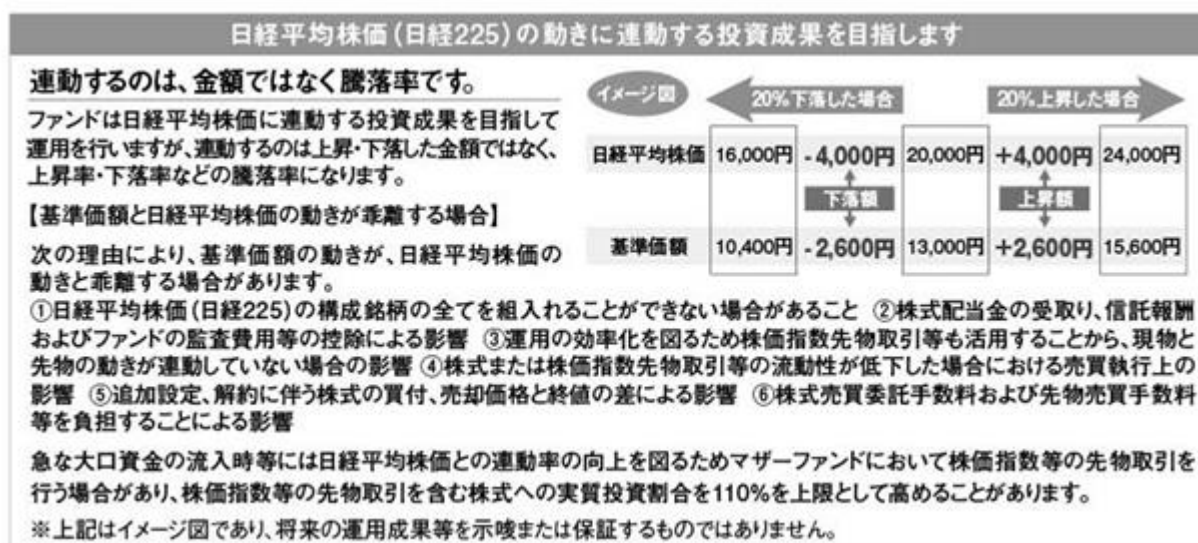 日経平均株価(日経225)の動きに連動する投資成果を目指します
連動するのは、金額ではなく騰落率です。
ファンドは日経平均株価に連動する投資成果を目指して
運用を行いますが、連動するのは上昇・下落した金額ではなく、
上昇率・下落率などの騰落率になります。
【基準価額と日経平均株価の動きが乖離する場合】
次の理由により、基準価額の動きが、日経平均株価の
動きと乖離する場合があります。
イメージ図
20%下落した場合 20%上昇した場合
日経平均株価 16,000円 -4,000円 20,000円 +4,000円 24,000円
下落額 上昇額
基準価額 10,400円 -2,600円 13,000円 +2,600円 15,600円
①日経平均株価(日経225)の構成銘柄の全てを組入れることができない場合があること ②株式配当金の受取り、信託報酬
およびファンドの監査費用等の控除による影響 ③運用の効率化を図るため株価指数先物取引等も活用することから、現物と
先物の動きが連動していない場合の影響 ④株式または株価指数先物取引等の流動性が低下した場合における売買執行上の
影響 ⑤追加設定、解約に伴う株式の買付、売却価格と終値の差による影響 ⑥株式売買委託手数料および先物売買手数料
等を負担することによる影響
急な大口資金の流入時等には日経平均株価との連動率の向上を図るためマザーファンドにおいて株価指数等の先物取引を
行う場合があり、株価指数等の先物取引を含む株式への実質投資割合を110%を上限として高めることがあります。
※上記はイメージ図であり、将来の運用成果等を示唆または保証するものではありません。